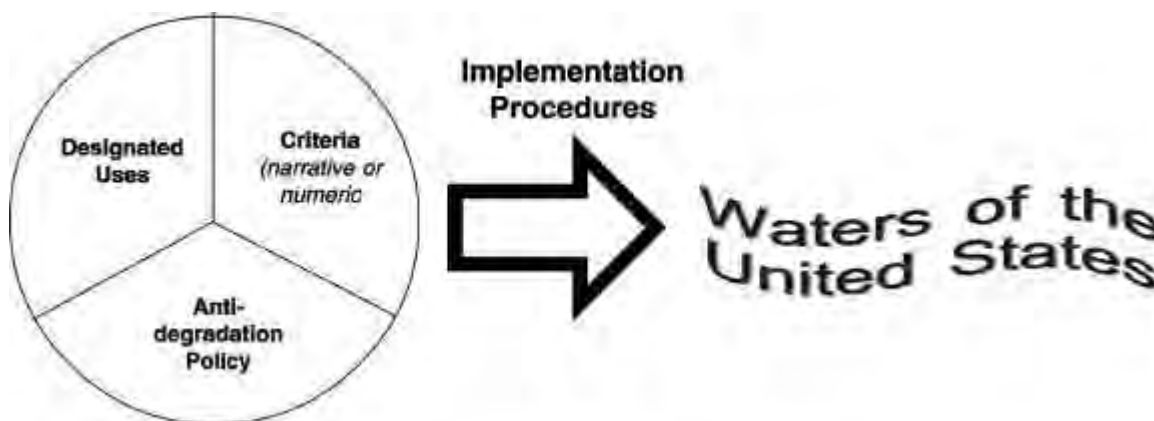 Designated
Uses
Criteria
(narrative or
numeric
Anti-
degradation
Policy
Implementation
Procedures
Waters of the
United States